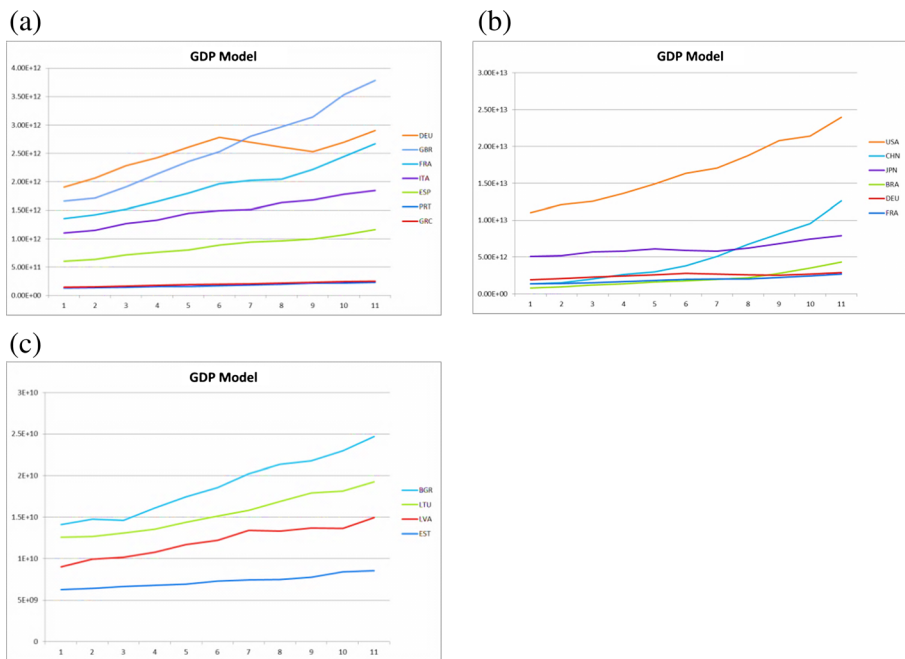 (a)
GDP Model
4.00E+12
3.50E+12
3.00E+12
2.50E+12
2.00E+12
1.50E+12
1.00E+12
5.00E+11
0.00E+00
1 2 3 4 5 6 7 8 9 10 11
DEU
GBR
FRA
ITA
ESP
PRT
GRC
(b)
GDP Model
3.00E+13
2.50E+13
2.00E+13
1.50E+13
1.00E+13
5.00E+12
0.00E+00
1 2 3 4 5 6 7 8 9 10 11
USA
CHN
JPN
BRA
DEU
FRA
(c)
GDP Model
3E+10
2.5E+10
2E+10
1.5E+10
1E+10
5E+09
0
1 2 3 4 5 6 7 8 9 10 11
BGR
LTU
LVA
EST